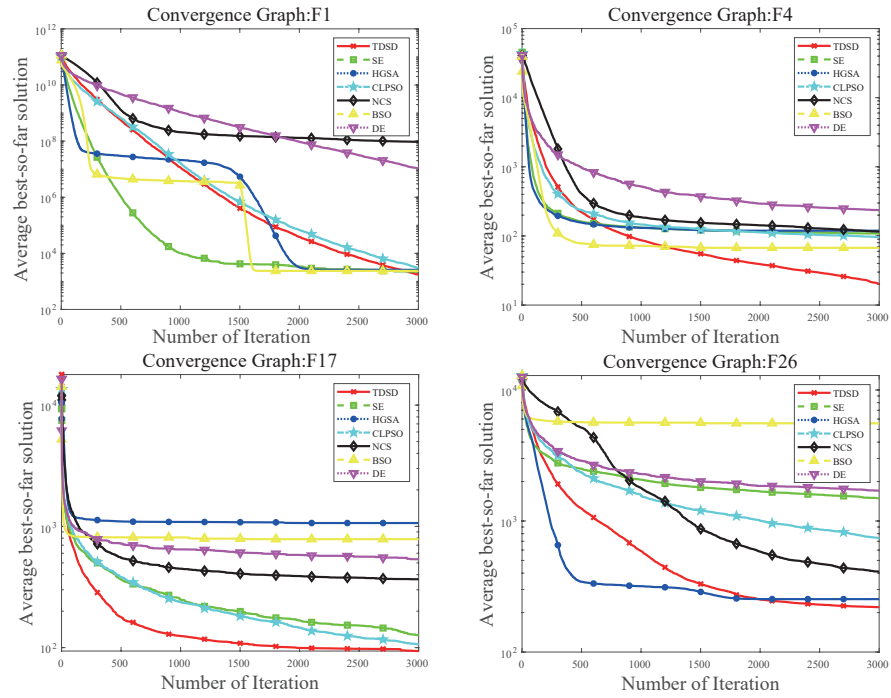 Convergence Graph:F1
Average best-so-far solution
10^12
10^10
10^8
10^6
10^4
10^2
0 500 1000 1500 2000 2500 3000
Number of Iteration
TDSD
SE
HGSA
CLPSO
NCS
BSO
DE
Convergence Graph:F4
Average best-so-far solution
10^5
10^4
10^3
10^2
10^1
0 500 1000 1500 2000 2500 3000
Number of Iteration
TDSD
SE
HGSA
CLPSO
NCS
BSO
DE
Convergence Graph:F17
Average best-so-far solution
10^4
10^3
10^2
0 500 1000 1500 2000 2500 3000
Number of Iteration
TDSD
SE
HGSA
CLPSO
NCS
BSO
DE
Convergence Graph:F26
Average best-so-far solution
10^4
10^3
10^2
0 500 1000 1500 2000 2500 3000
Number of Iteration
TDSD
SE
HGSA
CLPSO
NCS
BSO
DE